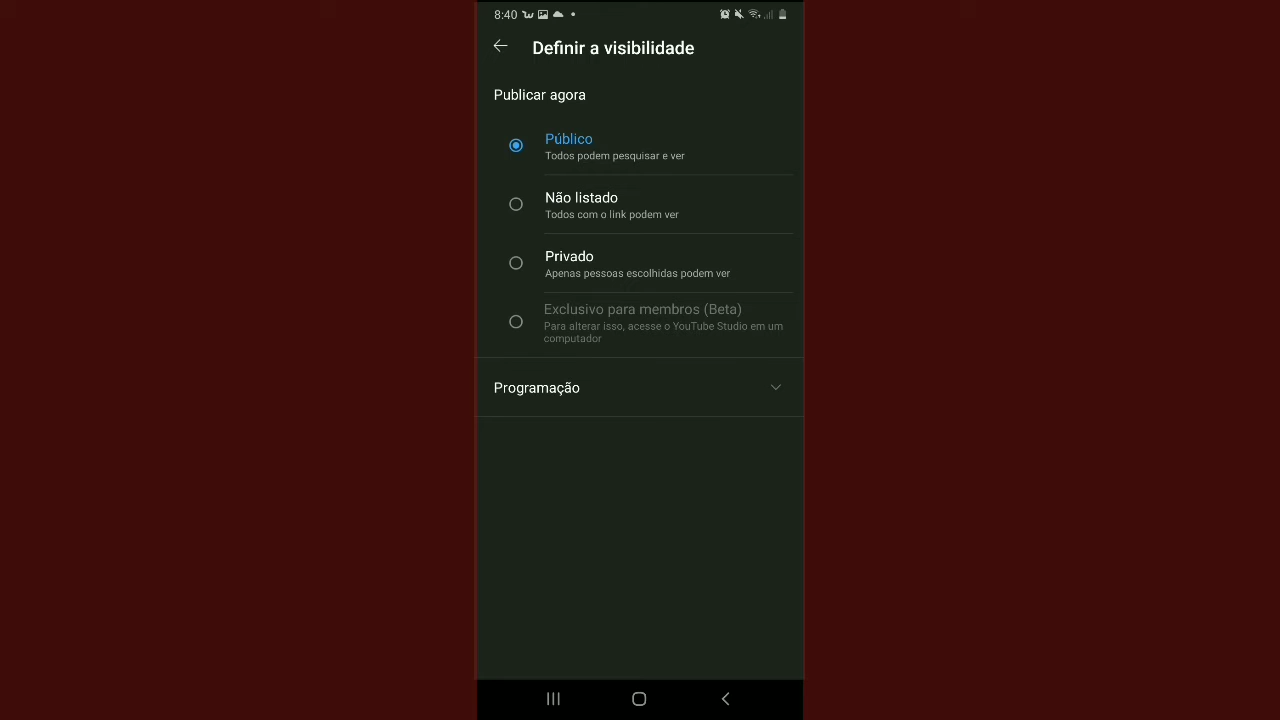 8:40
Definir a visibilidade
Publicar agora
Público
Todos podem pesquisar e ver
Não listado
Todos com o link podem ver
Privado
Apenas pessoas escolhidas podem ver
Exclusivo para membros (Beta)
Para alterar isso, acesse o YouTube Studio em um
computador
Programação